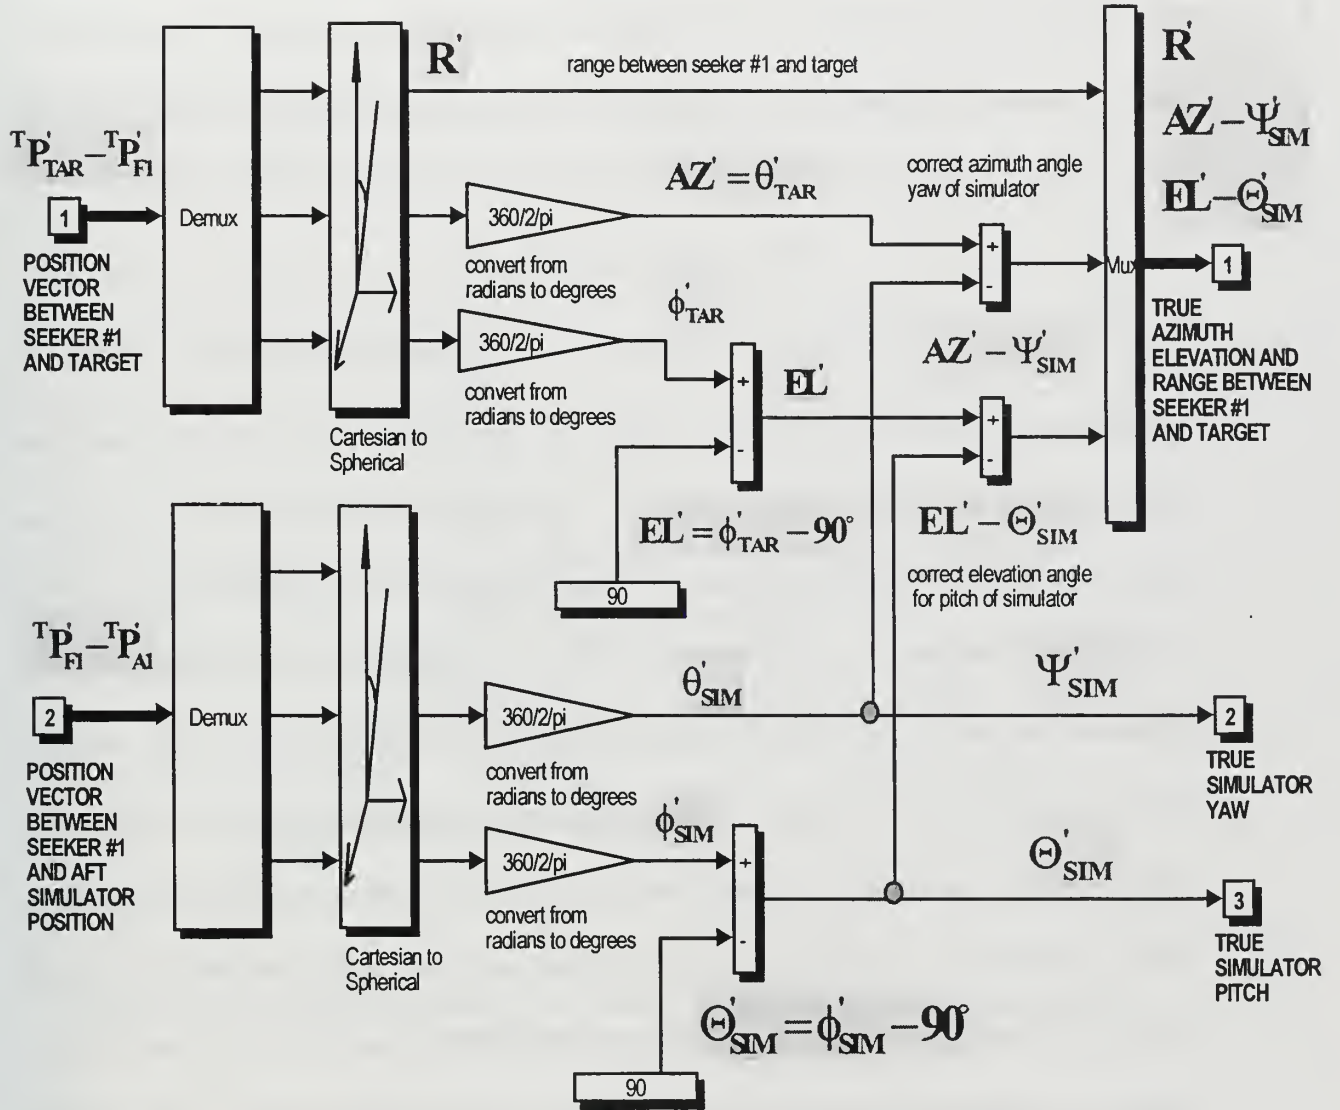 R'
range between seeker #1 and target
R'
AZ' − Ψ'SIM
EL' − Θ'SIM
TP'TAR − TP'F1
1
POSITION
VECTOR
BETWEEN
SEEKER #1
AND TARGET
Demux
Cartesian to
Spherical
360/2/pi
convert from
radians to degrees
AZ' = θ'TAR
correct azimuth angle
yaw of simulator
+
-
AZ' − Ψ'SIM
360/2/pi
convert from
radians to degrees
ϕ'TAR
+
-
EL'
EL' = ϕ'TAR − 90°
90
+
-
EL' − Θ'SIM
correct elevation angle
for pitch of simulator
Mux
1
TRUE
AZIMUTH
ELEVATION AND
RANGE BETWEEN
SEEKER #1
AND TARGET
TP'F1 − TP'A1
2
POSITION
VECTOR
BETWEEN
SEEKER #1
AND AFT
SIMULATOR
POSITION
Demux
Cartesian to
Spherical
360/2/pi
convert from
radians to degrees
θ'SIM
Ψ'SIM
2
TRUE
SIMULATOR
YAW
360/2/pi
convert from
radians to degrees
ϕ'SIM
+
-
Θ'SIM
3
TRUE
SIMULATOR
PITCH
Θ'SIM = ϕ'SIM − 90°
90